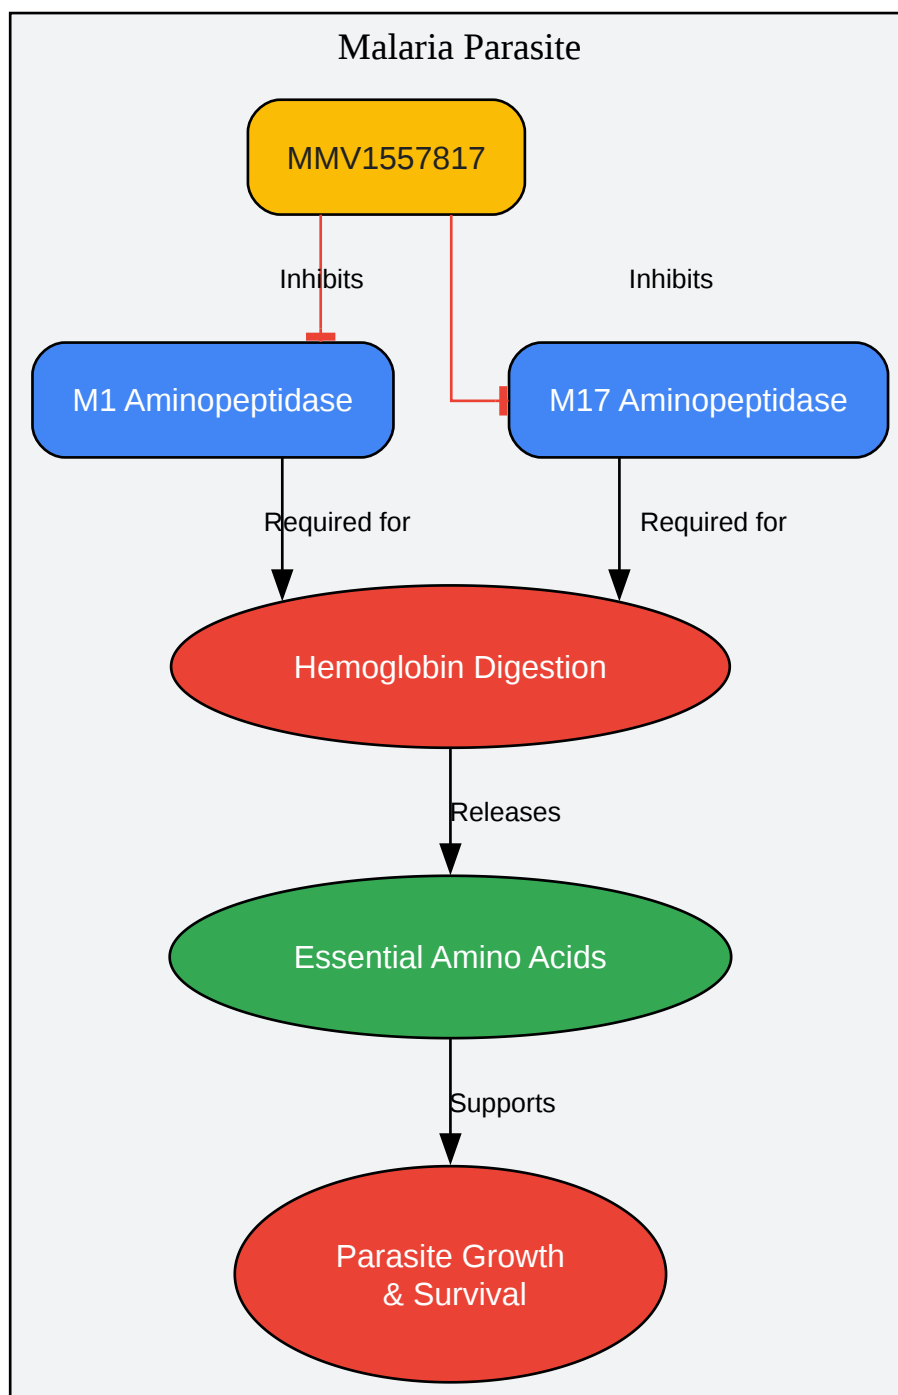 Malaria Parasite
MMV1557817
Inhibits
Inhibits
M1 Aminopeptidase
M17 Aminopeptidase
Required for
Required for
Hemoglobin Digestion
Releases
Essential Amino Acids
Supports
Parasite Growth
& Survival